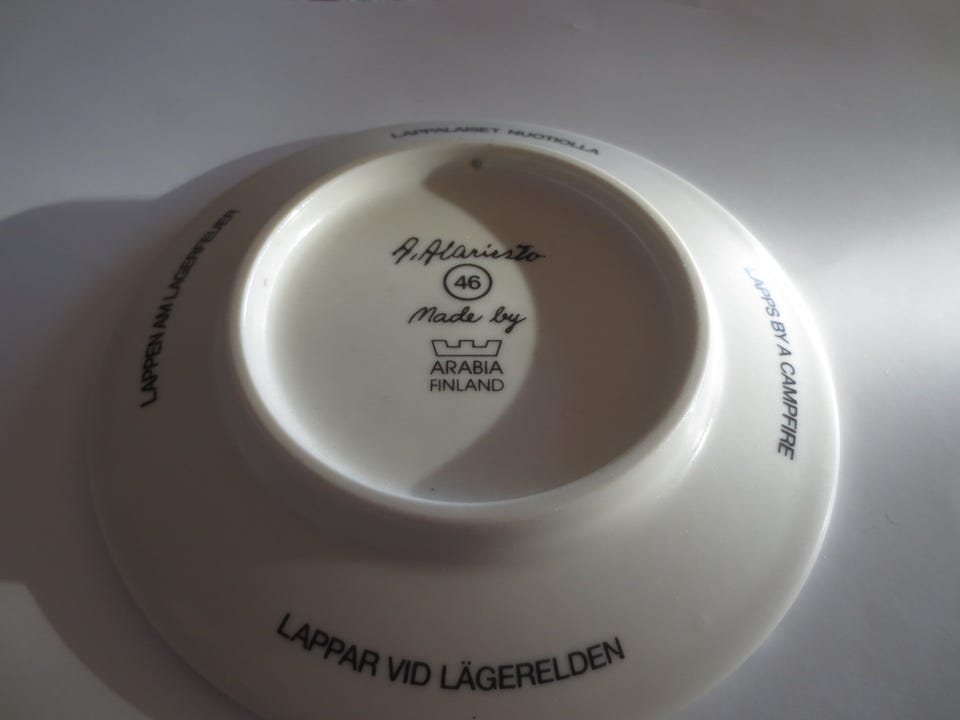 LAPPALAISET NUOTIOLLA
LAPPEN AM LAGERFEUER
A. Alariesto
46
Made by
ARABIA
FINLAND
LAPPS BY A CAMPFIRE
LAPPAR VID LÄGERELDEN